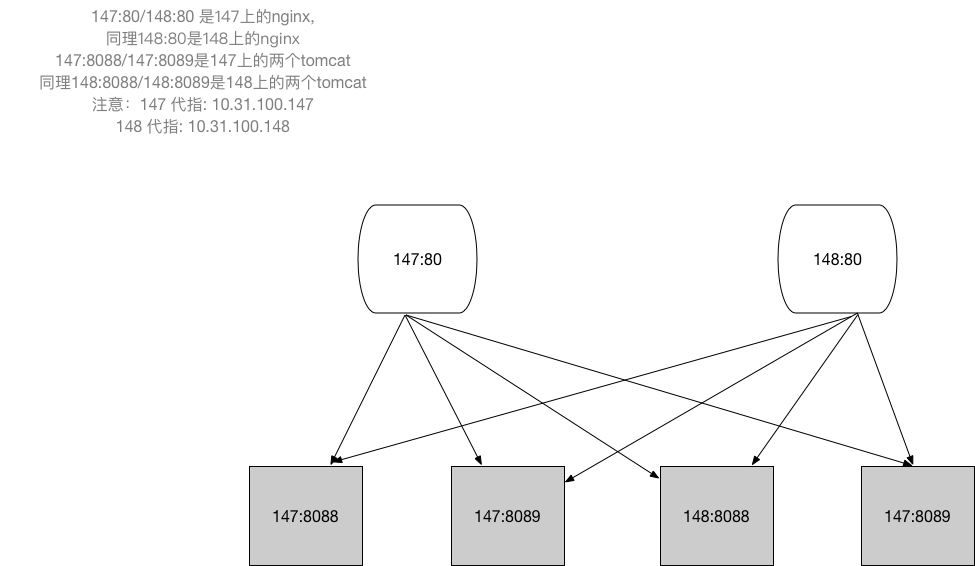 147:80/148:80 是147上的nginx,
同理148:80是148上的nginx
147:8088/147:8089是147上的两个tomcat
同理148:8088/148:8089是148上的两个tomcat
注意：147 代指: 10.31.100.147
148 代指: 10.31.100.148
147:80
148:80
147:8088
147:8089
148:8088
147:8089